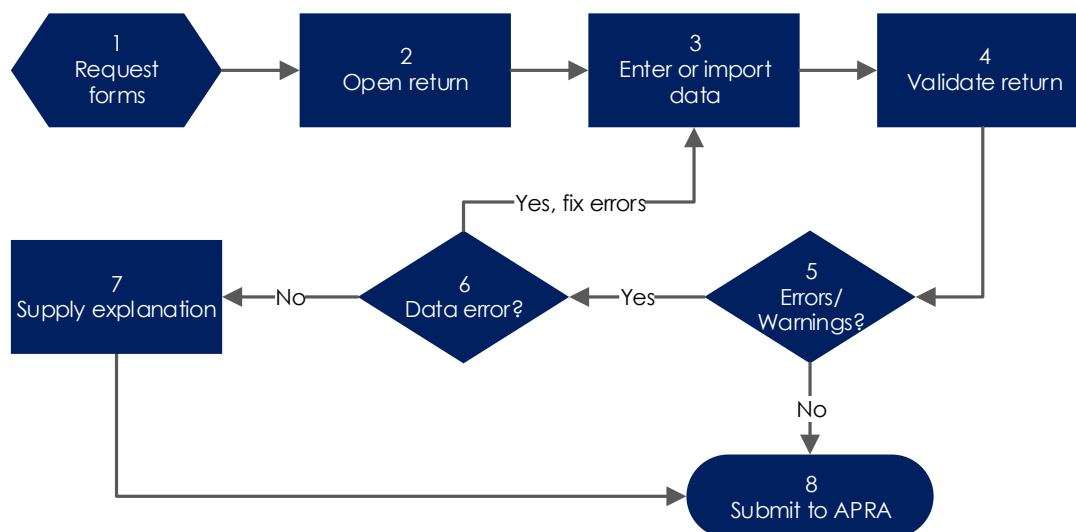 1
Request
forms
2
Open return
3
Enter or import
data
4
Validate return
Yes, fix errors
7
Supply explanation
No
6
Data error?
Yes
5
Errors/
Warnings?
No
8
Submit to APRA